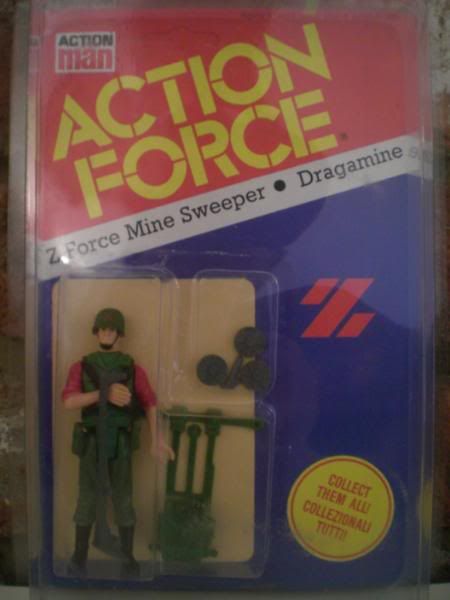 ACTION
man
ACTION
FORCE
Z Force Mine Sweeper • Dragamine
Z
COLLECT
THEM ALL!
COLLEZIONALI
TUTTI!